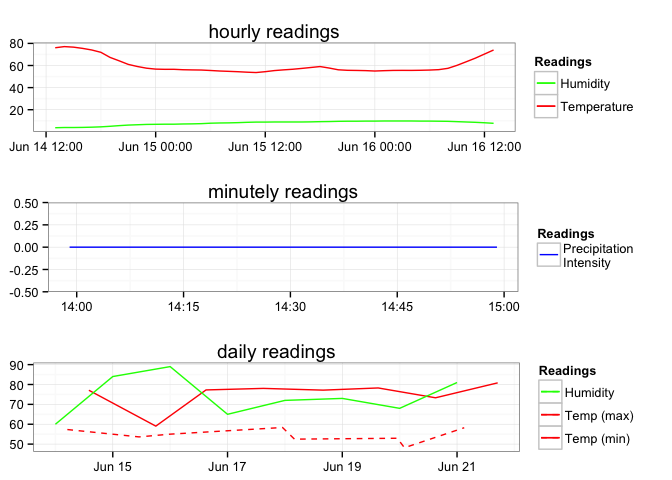 hourly readings
80
60
40
20
Jun 14 12:00 Jun 15 00:00 Jun 15 12:00 Jun 16 00:00 Jun 16 12:00
Readings
Humidity
Temperature
minutely readings
0.50
0.25
0.00
-0.25
-0.50
14:00 14:15 14:30 14:45 15:00
Readings
Precipitation
Intensity
daily readings
90
80
70
60
50
Jun 15 Jun 17 Jun 19 Jun 21
Readings
Humidity
Temp (max)
Temp (min)